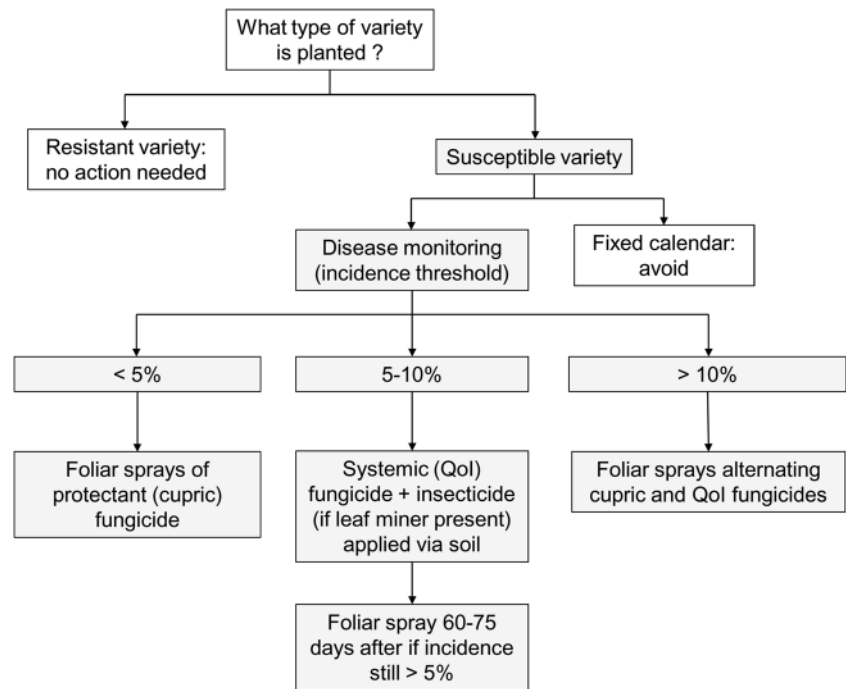 What type of variety
is planted ?
Resistant variety:
no action needed
Susceptible variety
Disease monitoring
(incidence threshold)
Fixed calendar:
avoid
< 5%
5-10%
> 10%
Foliar sprays of
protectant (cupric)
fungicide
Systemic (QoI)
fungicide + insecticide
(if leaf miner present)
applied via soil
Foliar sprays alternating
cupric and QoI fungicides
Foliar spray 60-75
days after if incidence
still > 5%